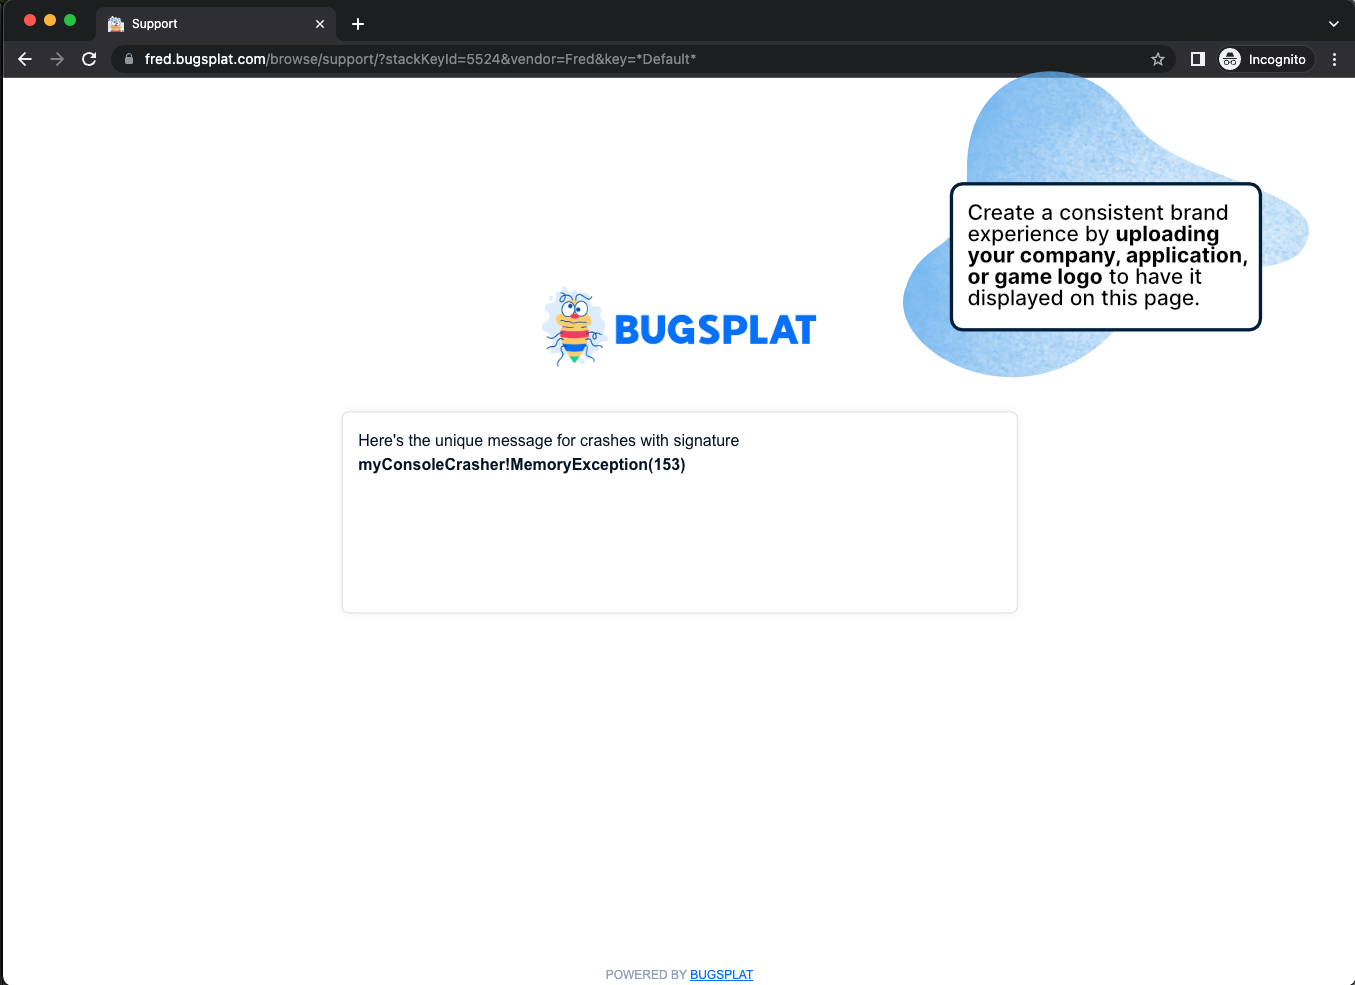 Support
fred.bugsplat.com/browse/support/?stackKeyId=5524&vendor=Fred&key=*Default*
Incognito
Create a consistent brand
experience by uploading
your company, application,
or game logo to have it
displayed on this page.
BUGSPLAT
Here's the unique message for crashes with signature
myConsoleCrasher!MemoryException(153)
POWERED BY BUGSPLAT